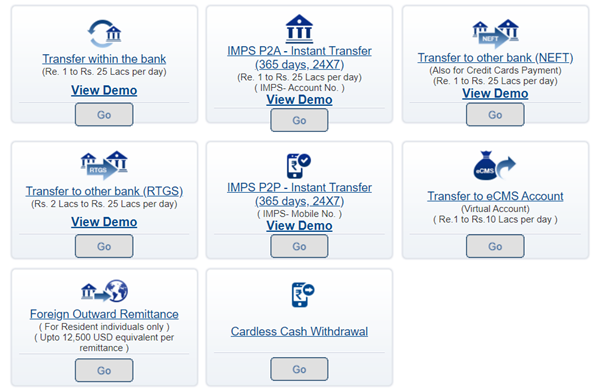 Transfer within the bank
(Re. 1 to Rs. 25 Lacs per day)
View Demo
Go
IMPS P2A - Instant Transfer
(365 days, 24X7)
(Re. 1 to Rs. 25 Lacs per day)
( IMPS- Account No. )
View Demo
Go
NEFT
Transfer to other bank (NEFT)
(Also for Credit Cards Payment)
(Re. 1 to Rs. 25 Lacs per day)
View Demo
Go
RTGS
Transfer to other bank (RTGS)
(Rs. 2 Lacs to Rs. 25 Lacs per day)
View Demo
Go
₹
IMPS P2P - Instant Transfer
(365 days, 24X7)
( IMPS- Mobile No. )
View Demo
Go
eCMS
Transfer to eCMS Account
(Virtual Account)
( Re.1 to Rs.10 Lacs per day )
Go
Foreign Outward Remittance
( For Resident individuals only )
( Upto 12,500 USD equivalent per
remittance )
Go
₹
Cardless Cash Withdrawal
Go